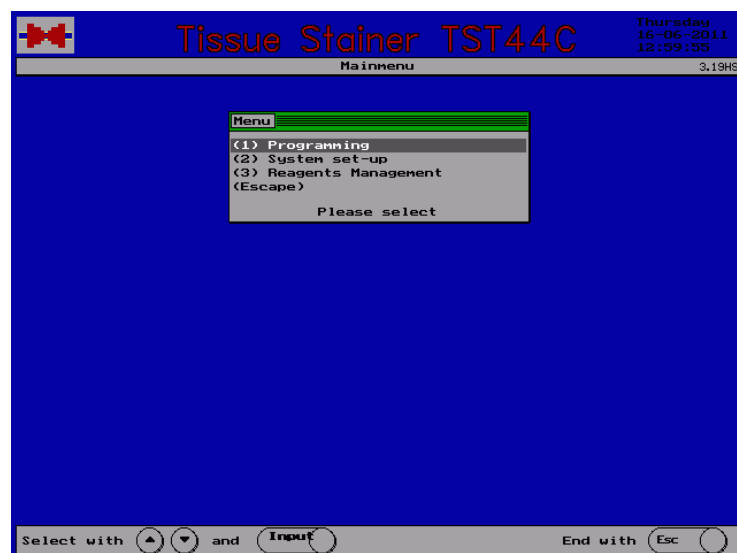 Tissue Stainer TST44C
Thursday
16-06-2011
12:59:55
Mainmenu
3.19HS
Menu
(1) Programming
(2) System set-up
(3) Reagents Management
(Escape)
Please select
Select with and Input
End with Esc